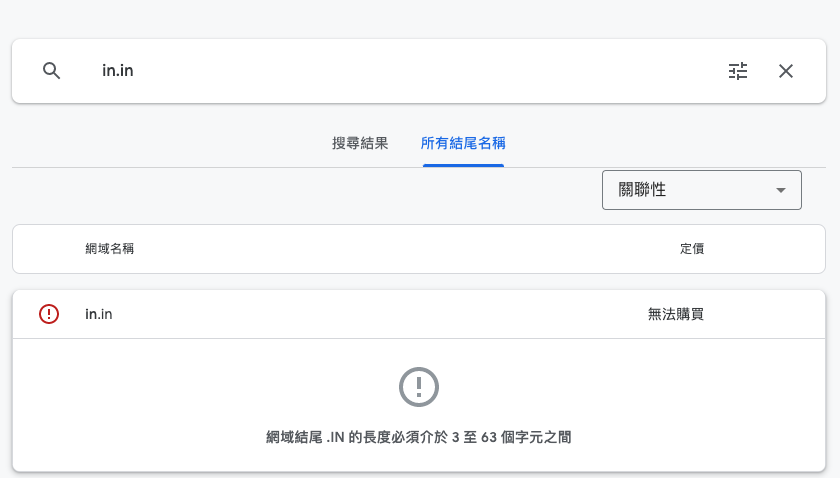 in.in
搜尋結果 所有結尾名稱
關聯性
網域名稱 定價
in.in 無法購買
網域結尾 .IN 的長度必須介於 3 至 63 個字元之間